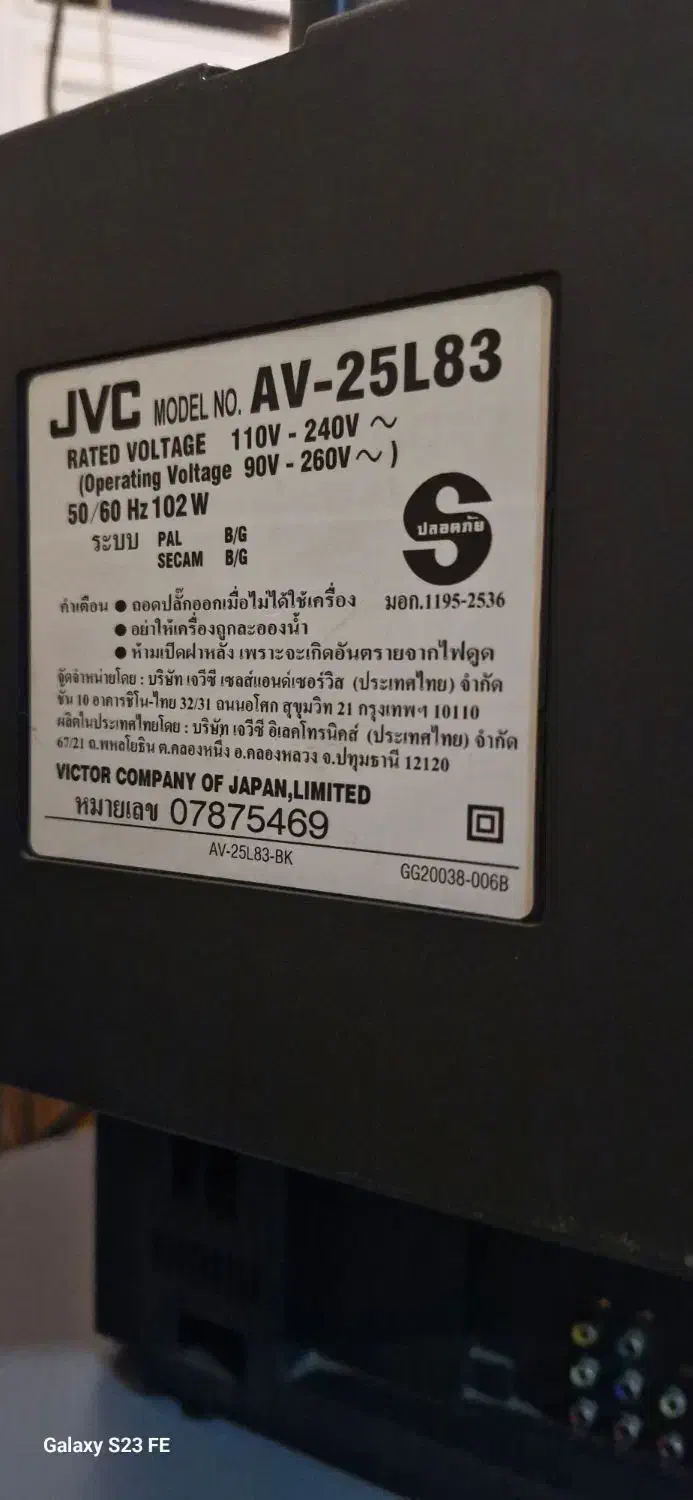 JVC MODEL NO. AV-25L83
RATED VOLTAGE 110V - 240V ~
(Operating Voltage 90V - 260V ~ )
50/60 Hz 102 W
ระบบ PAL B/G
SECAM B/G
ปลอดภัย
มอก.1195-2536
คำเตือน ● ถอดปลั๊กออกเมื่อไม่ได้ใช้เครื่อง
● อย่าให้เครื่องถูกละอองน้ำ
● ห้ามเปิดฝาหลัง เพราะจะเกิดอันตรายจากไฟดูด
จัดจำหน่ายโดย : บริษัท เจวีซี เซลส์แอนด์เซอร์วิส (ประเทศไทย) จำกัด
ชั้น 10 อาคารชิโน-ไทย 32/31 ถนนอโศก สุขุมวิท 21 กรุงเทพฯ 10110
ผลิตในประเทศไทยโดย : บริษัท เจวีซี อิเลคโทรนิคส์ (ประเทศไทย) จำกัด
67/21 ถ.พหลโยธิน ต.คลองหนึ่ง อ.คลองหลวง จ.ปทุมธานี 12120
VICTOR COMPANY OF JAPAN,LIMITED
หมายเลข 07875469
AV-25L83-BK
GG20038-006B
Galaxy S23 FE